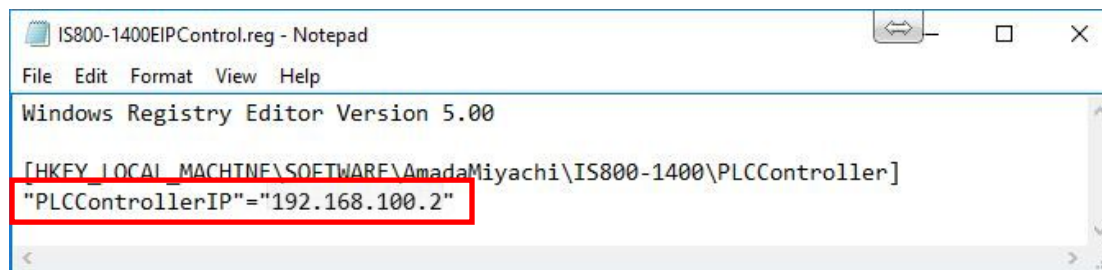 IS800-1400EIPControl.reg - Notepad
File Edit Format View Help
Windows Registry Editor Version 5.00
[HKEY_LOCAL_MACHINE\SOFTWARE\AmadaMiyachi\IS800-1400\PLCController]
"PLCControllerIP"="192.168.100.2"